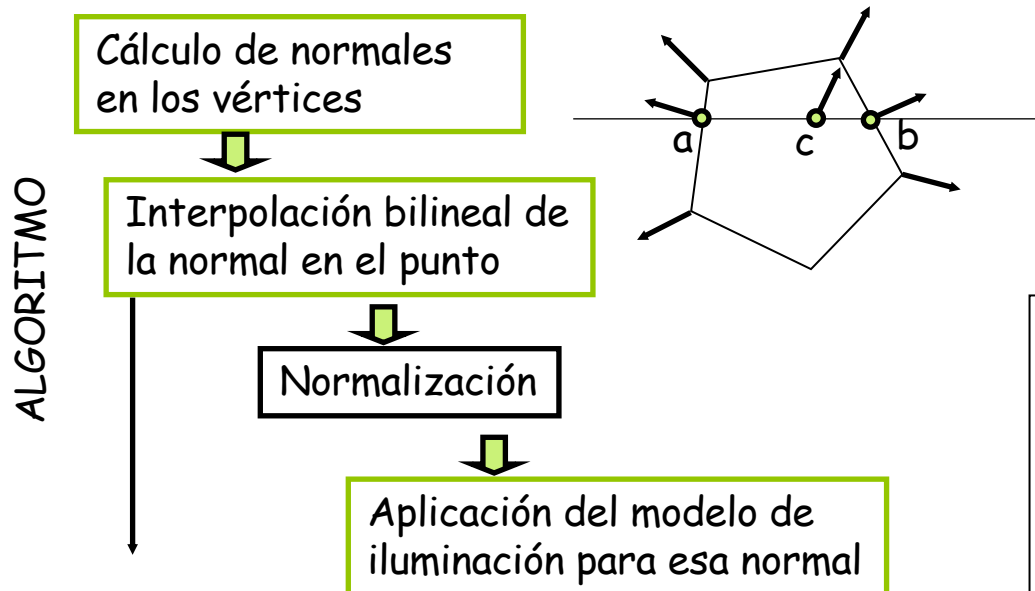 Cálculo de normales
en los vértices
a
c
b
ALGORITMO
Interpolación bilineal de
la normal en el punto
Normalización
Aplicación del modelo de
iluminación para esa normal